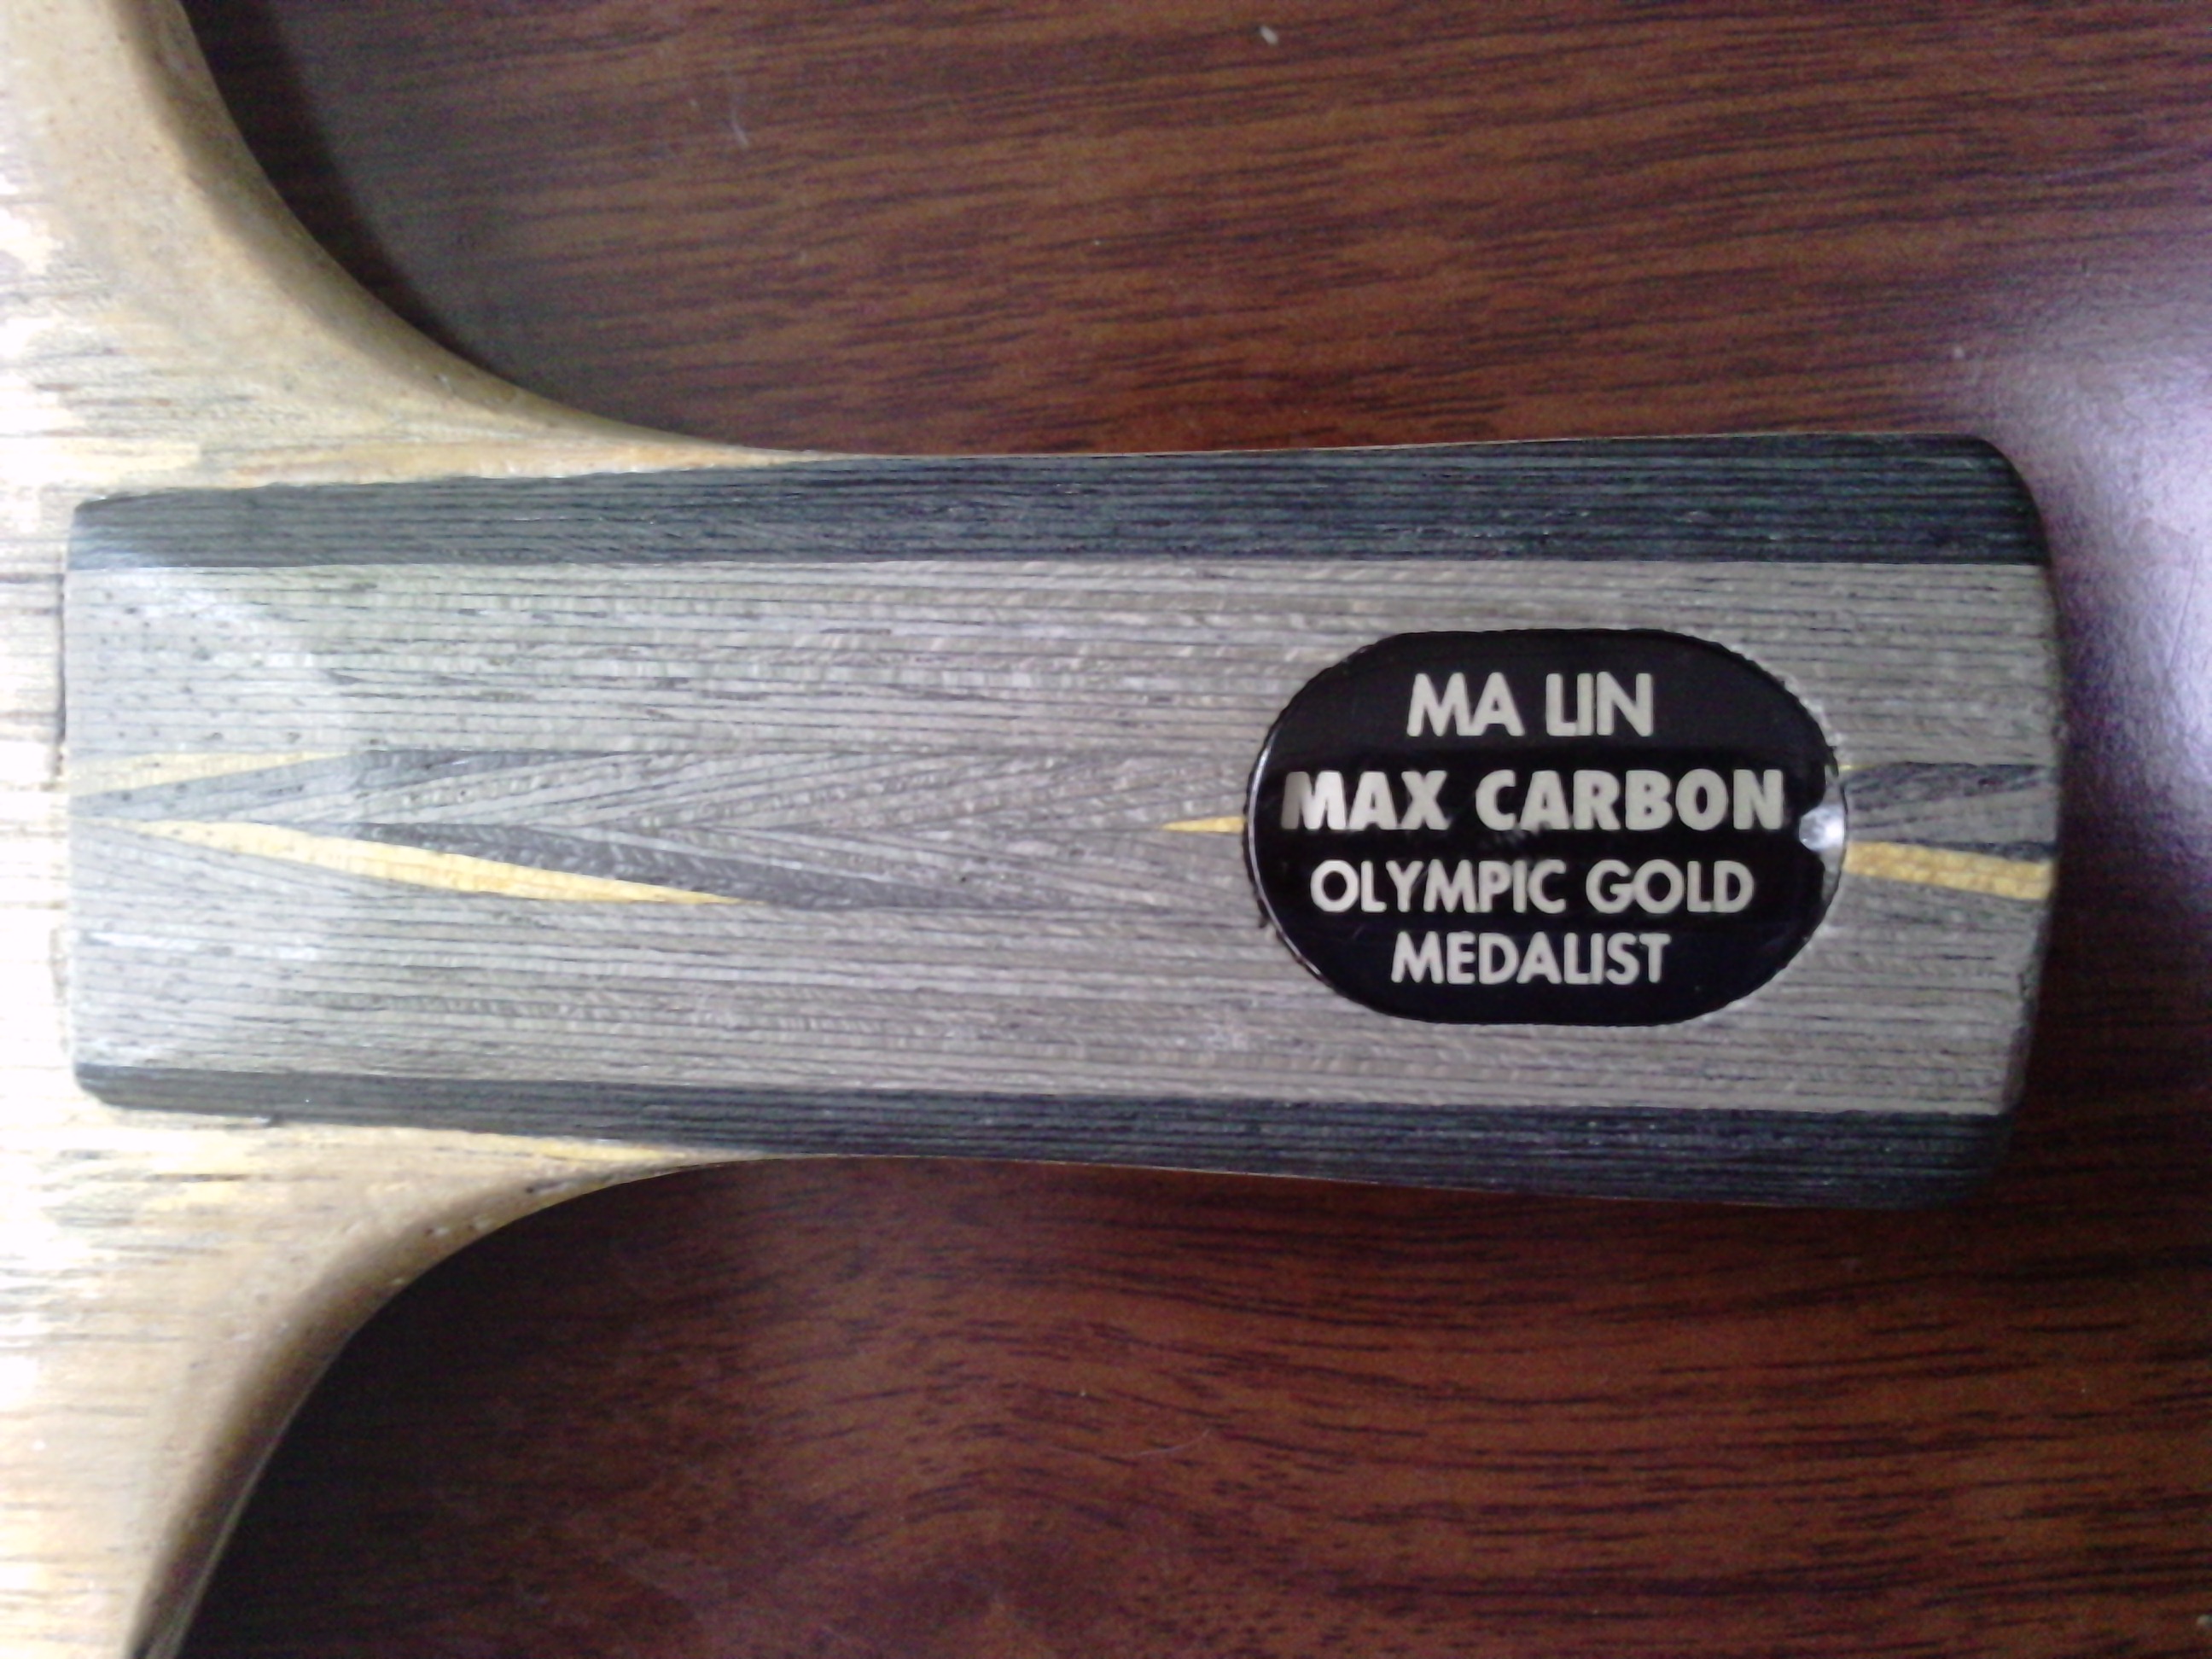 MA LIN
MAX CARBON
OLYMPIC GOLD
MEDALIST